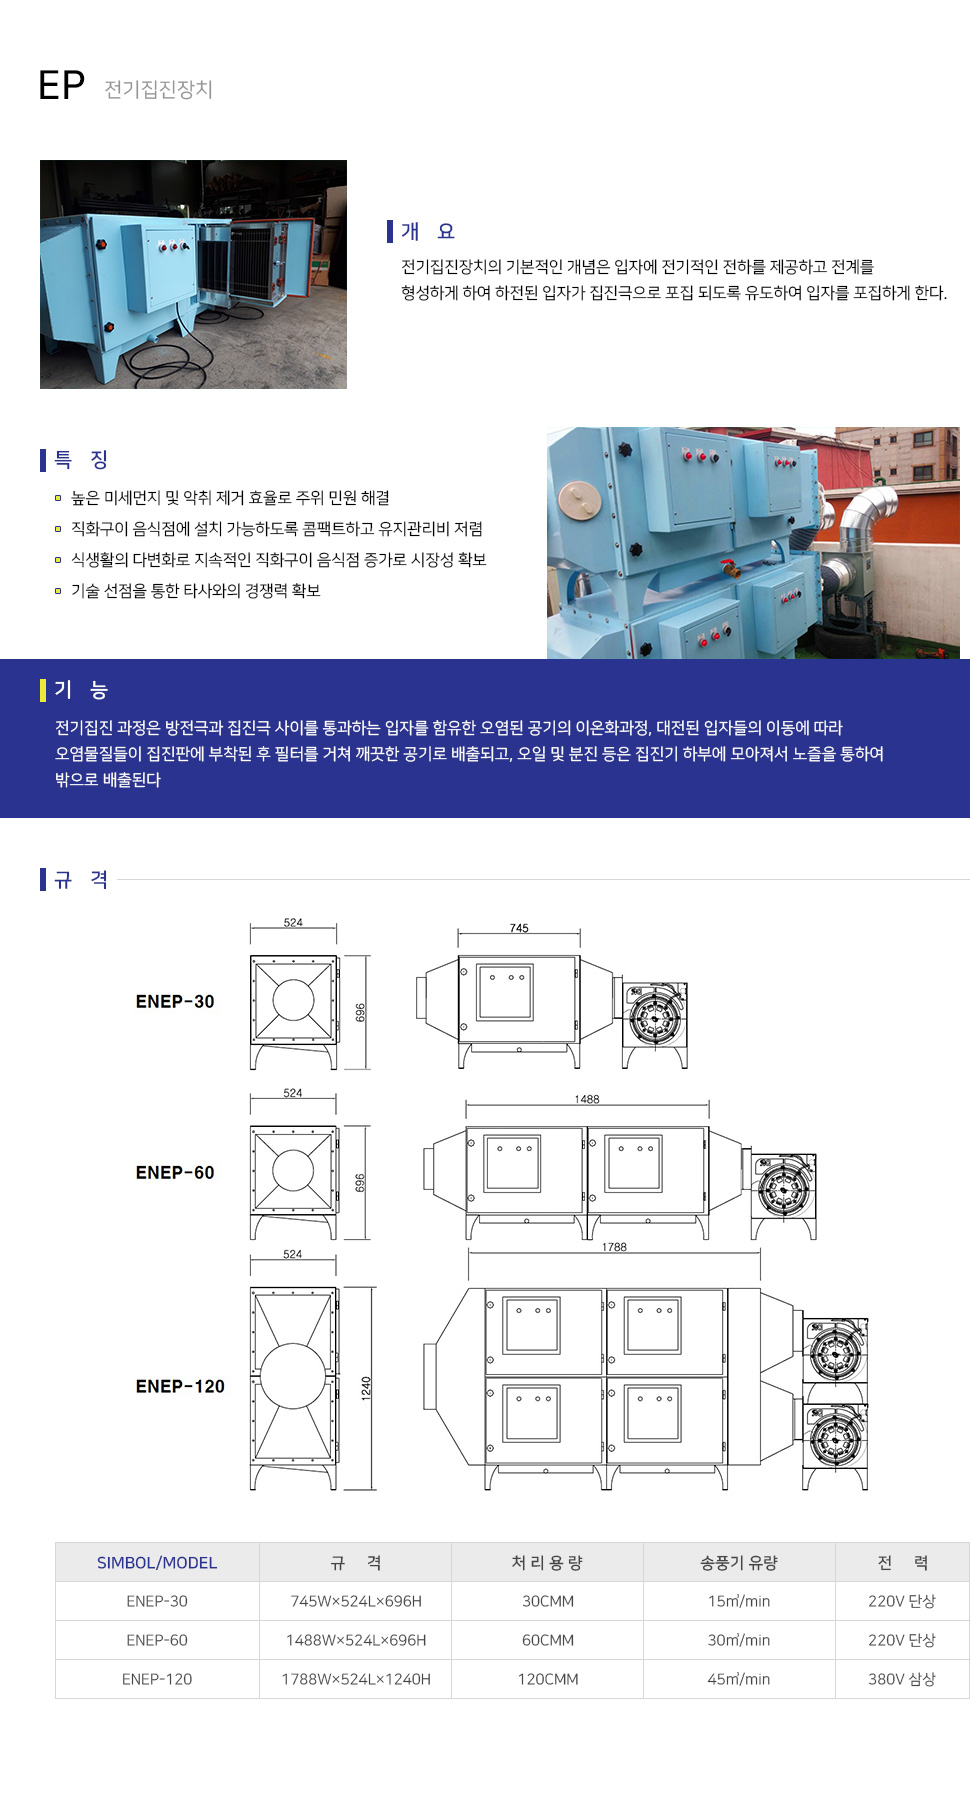 EP 전기집진장치
개 요
전기집진장치의 기본적인 개념은 입자에 전기적인 전하를 제공하고 전계를
형성하게 하여 하전된 입자가 집진극으로 포집 되도록 유도하여 입자를 포집하게 한다.
특 징
높은 미세먼지 및 악취 제거 효율로 주위 민원 해결
직화구이 음식점에 설치 가능하도록 콤팩트하고 유지관리비 저렴
식생활의 다변화로 지속적인 직화구이 음식점 증가로 시장성 확보
기술 선점을 통한 타사와의 경쟁력 확보
기 능
전기집진 과정은 방전극과 집진극 사이를 통과하는 입자를 함유한 오염된 공기의 이온화과정, 대전된 입자들의 이동에 따라
오염물질들이 집진판에 부착된 후 필터를 거쳐 깨끗한 공기로 배출되고, 오일 및 분진 등은 집진기 하부에 모아져서 노즐을 통하여
밖으로 배출된다
규 격
524
745
ENEP-30
696
524
1488
ENEP-60
696
524
1788
ENEP-120
1240
SIMBOL/MODEL 규 격 처 리 용 량 송풍기 유량 전 력
ENEP-30 745W×524L×696H 30CMM 15㎥/min 220V 단상
ENEP-60 1488W×524L×696H 60CMM 30㎥/min 220V 단상
ENEP-120 1788W×524L×1240H 120CMM 45㎥/min 380V 삼상